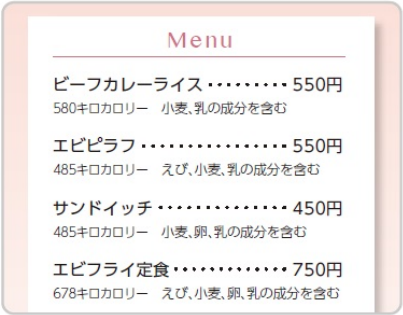 Menu
ビーフカレーライス・・・・・・・・・550円
580キロカロリー　小麦、乳の成分を含む
エビピラフ・・・・・・・・・・・・・・・・550円
485キロカロリー　えび、小麦、乳の成分を含む
サンドイッチ・・・・・・・・・・・・・・450円
485キロカロリー　小麦、卵、乳の成分を含む
エビフライ定食・・・・・・・・・・・・750円
678キロカロリー　えび、小麦、卵、乳の成分を含む